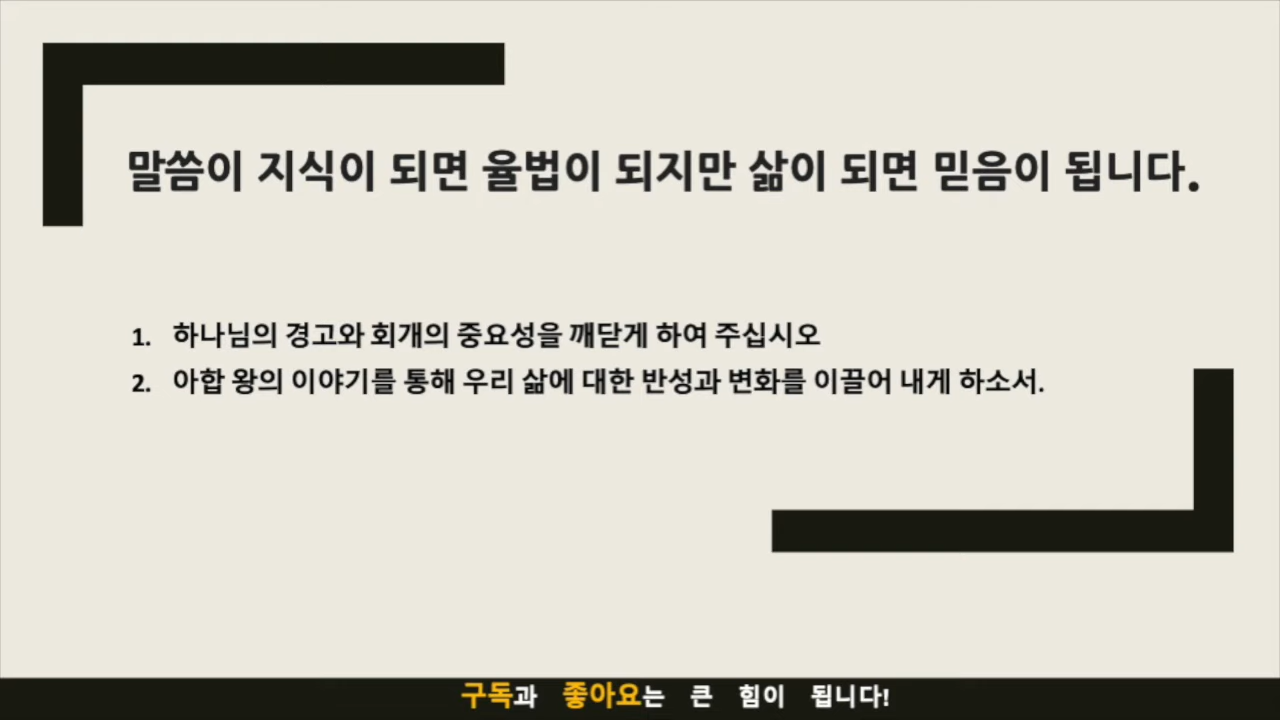 말씀이 지식이 되면 율법이 되지만 삶이 되면 믿음이 됩니다.
1. 하나님의 경고와 회개의 중요성을 깨닫게 하여 주십시오
2. 아합 왕의 이야기를 통해 우리 삶에 대한 반성과 변화를 이끌어 내게 하소서.
구독과 좋아요는 큰 힘이 됩니다!